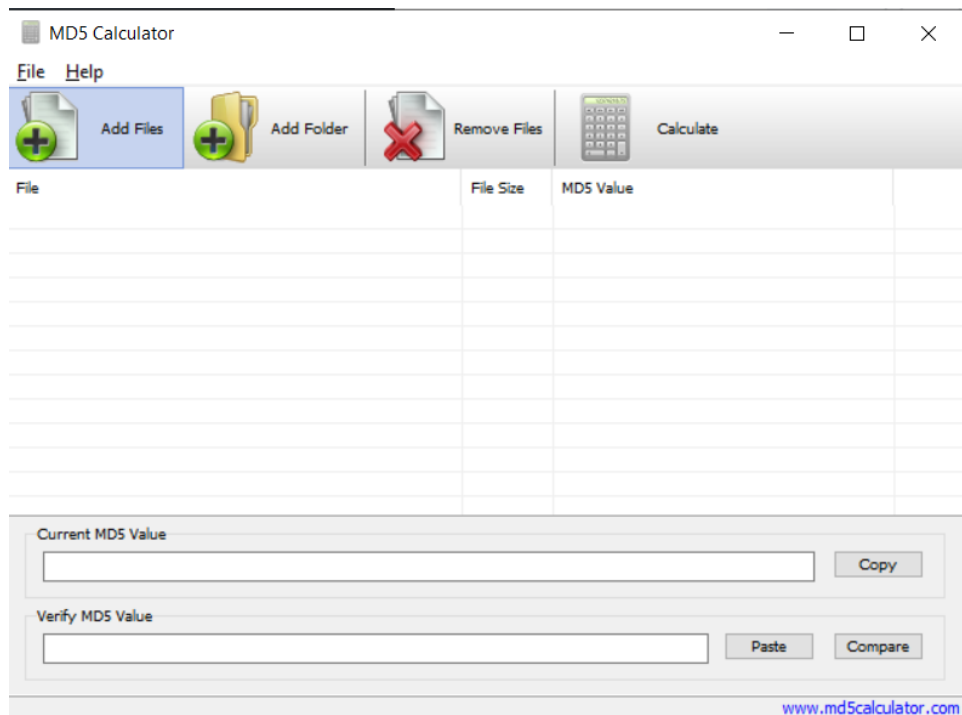 MD5 Calculator
File Help
Add Files Add Folder Remove Files Calculate
File File Size MD5 Value
Current MD5 Value
Copy
Verify MD5 Value
Paste Compare
www.md5calculator.com